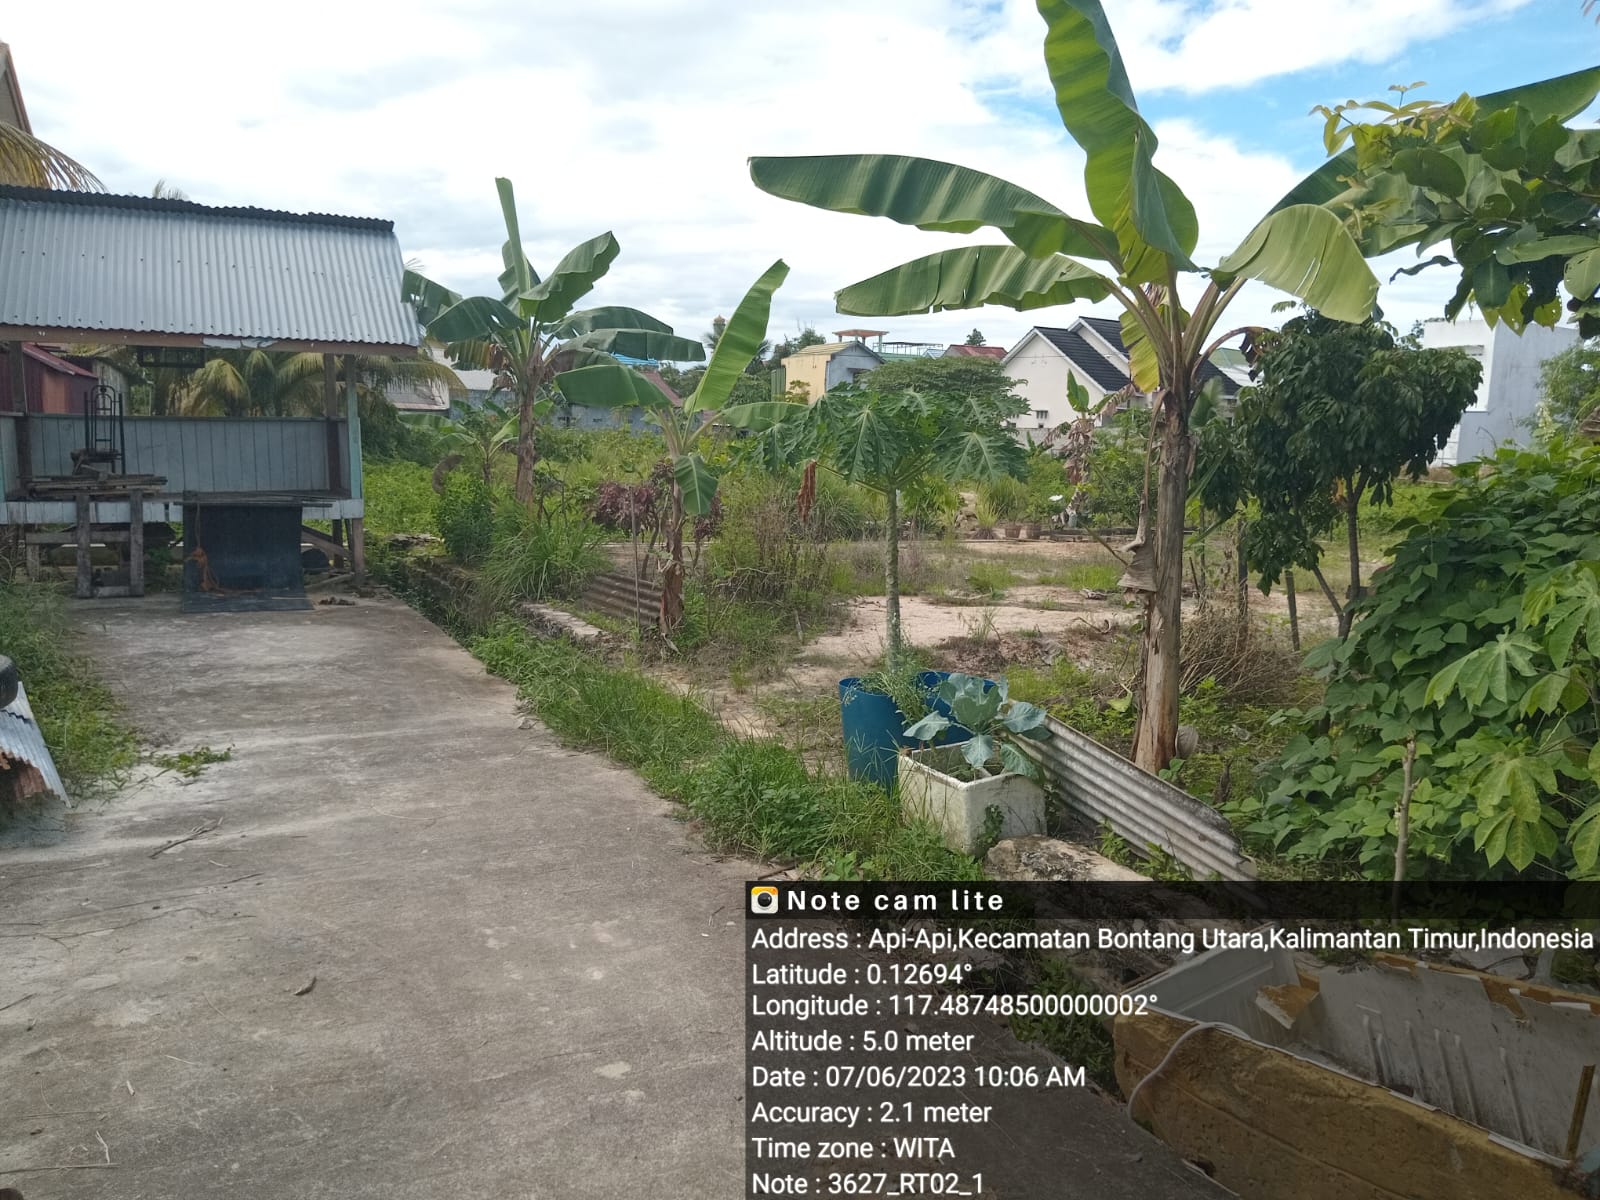 Note cam lite
Address : Api-Api,Kecamatan Bontang Utara,Kalimantan Timur,Indonesia
Latitude : 0.12694°
Longitude : 117.48748500000002°
Altitude : 5.0 meter
Date : 07/06/2023 10:06 AM
Accuracy : 2.1 meter
Time zone : WITA
Note : 3627_RT02_1